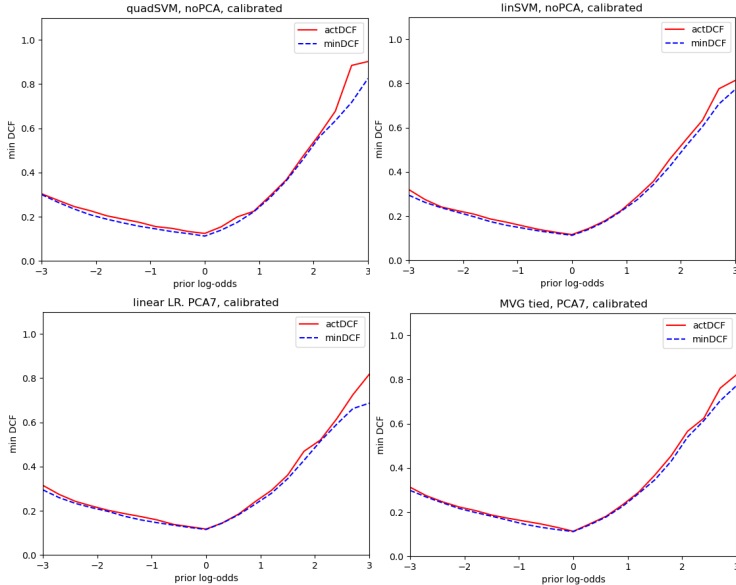 quadSVM, noPCA, calibrated
actDCF
minDCF
1.0
0.8
0.6
0.4
0.2
0.0
min DCF
−3 −2 −1 0 1 2 3
prior log-odds
linSVM, noPCA, calibrated
actDCF
minDCF
1.0
0.8
0.6
0.4
0.2
0.0
min DCF
−3 −2 −1 0 1 2 3
prior log-odds
linear LR. PCA7, calibrated
actDCF
minDCF
1.0
0.8
0.6
0.4
0.2
0.0
min DCF
−3 −2 −1 0 1 2 3
prior log-odds
MVG tied, PCA7, calibrated
actDCF
minDCF
1.0
0.8
0.6
0.4
0.2
0.0
min DCF
−3 −2 −1 0 1 2 3
prior log-odds